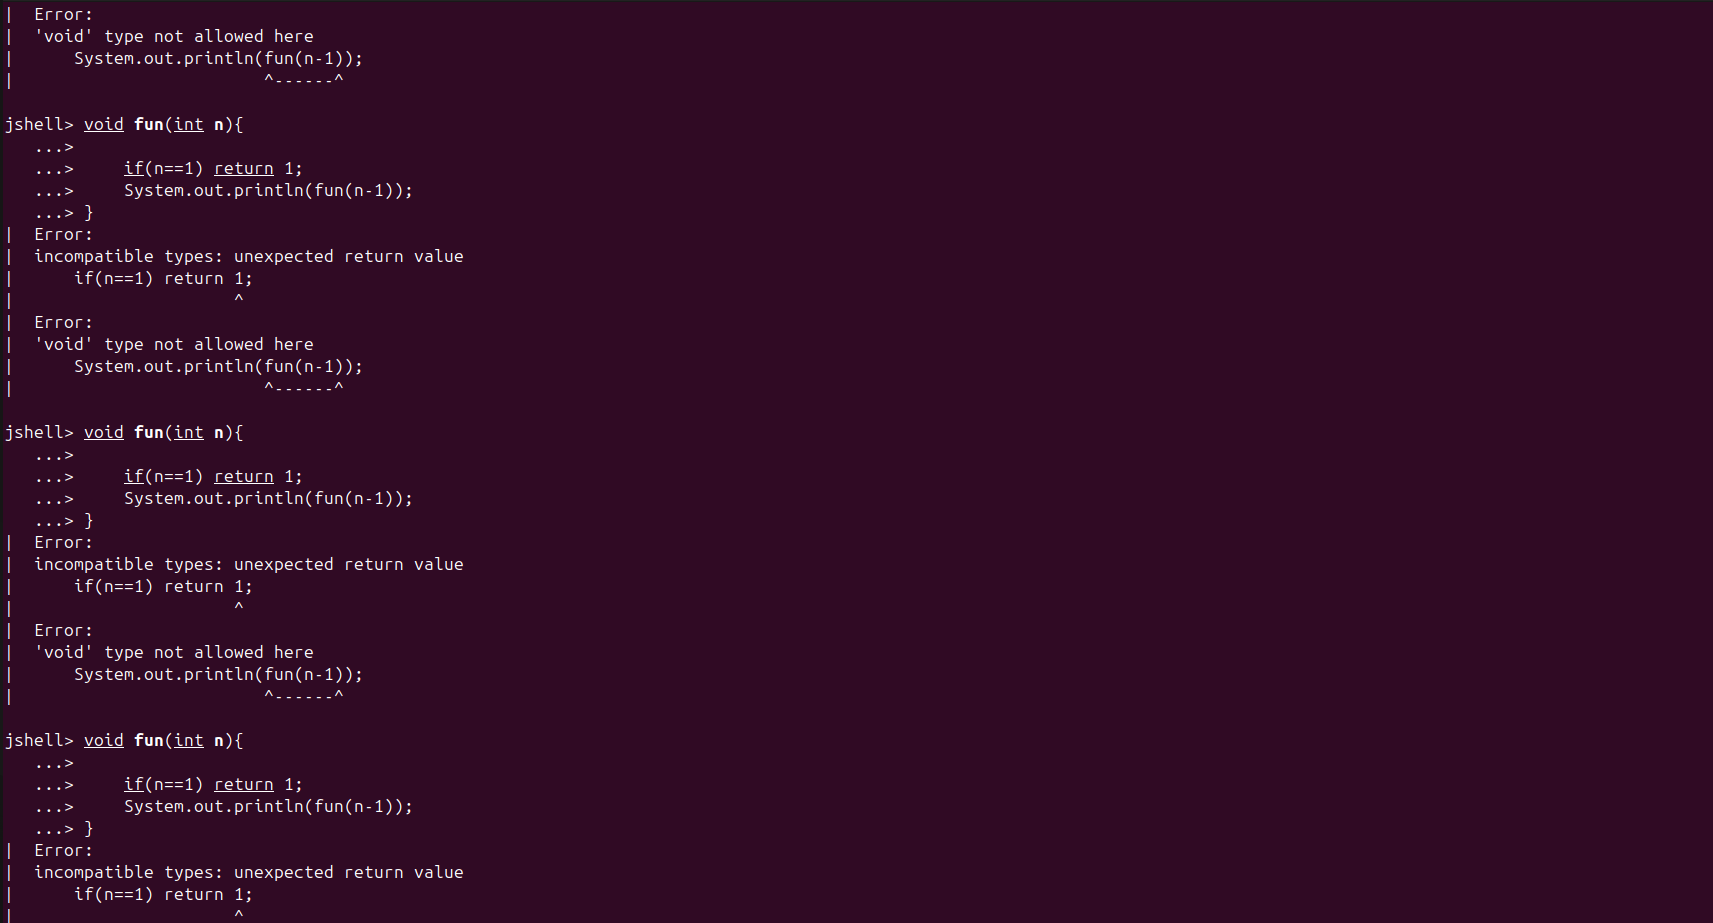 |  Error:
|  'void' type not allowed here
|      System.out.println(fun(n-1));
|                         ^------^
jshell> void fun(int n){
   ...>
   ...>     if(n==1) return 1;
   ...>     System.out.println(fun(n-1));
   ...> }
|  Error:
|  incompatible types: unexpected return value
|      if(n==1) return 1;
|                      ^
|  Error:
|  'void' type not allowed here
|      System.out.println(fun(n-1));
|                         ^------^
jshell> void fun(int n){
   ...>
   ...>     if(n==1) return 1;
   ...>     System.out.println(fun(n-1));
   ...> }
|  Error:
|  incompatible types: unexpected return value
|      if(n==1) return 1;
|                      ^
|  Error:
|  'void' type not allowed here
|      System.out.println(fun(n-1));
|                         ^------^
jshell> void fun(int n){
   ...>
   ...>     if(n==1) return 1;
   ...>     System.out.println(fun(n-1));
   ...> }
|  Error:
|  incompatible types: unexpected return value
|      if(n==1) return 1;
|                      ^